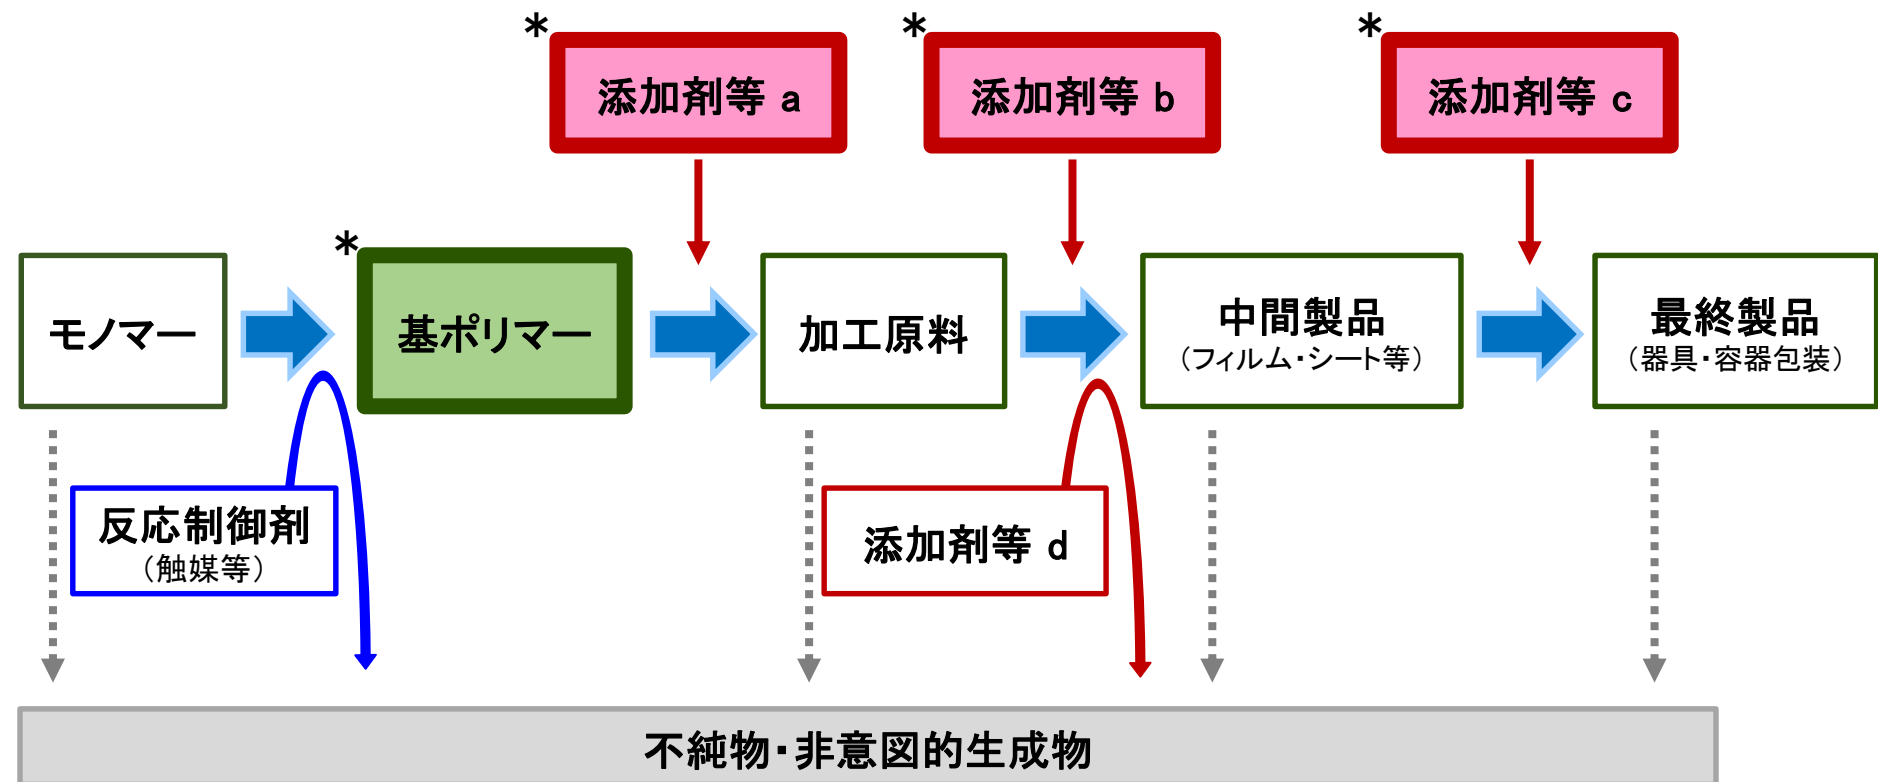 *
添加剤等 a
*
添加剤等 b
*
添加剤等 c
モノマー
*
基ポリマー
加工原料
中間製品
（フィルム・シート等）
最終製品
（器具・容器包装）
反応制御剤
（触媒等）
添加剤等 d
不純物・非意図的生成物